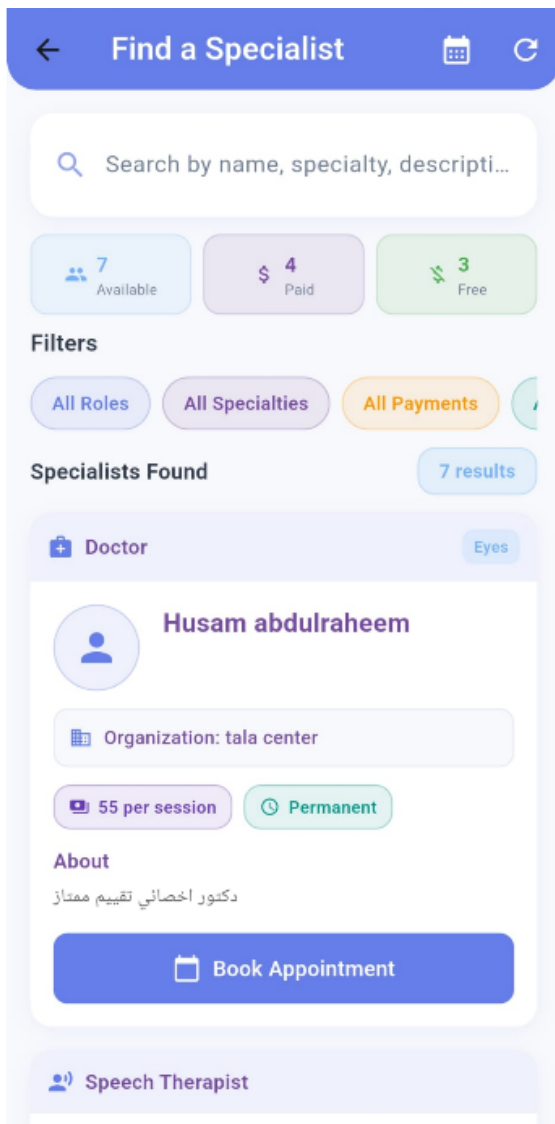 Find a Specialist
Search by name, specialty, descripti...
7
Available
4
Paid
3
Free
Filters
All Roles
All Specialties
All Payments
Specialists Found
7 results
Doctor
Eyes
Husam abdulraheem
Organization: tala center
55 per session
Permanent
About
دكتور اخصائي تقييم ممتاز
Book Appointment
Speech Therapist